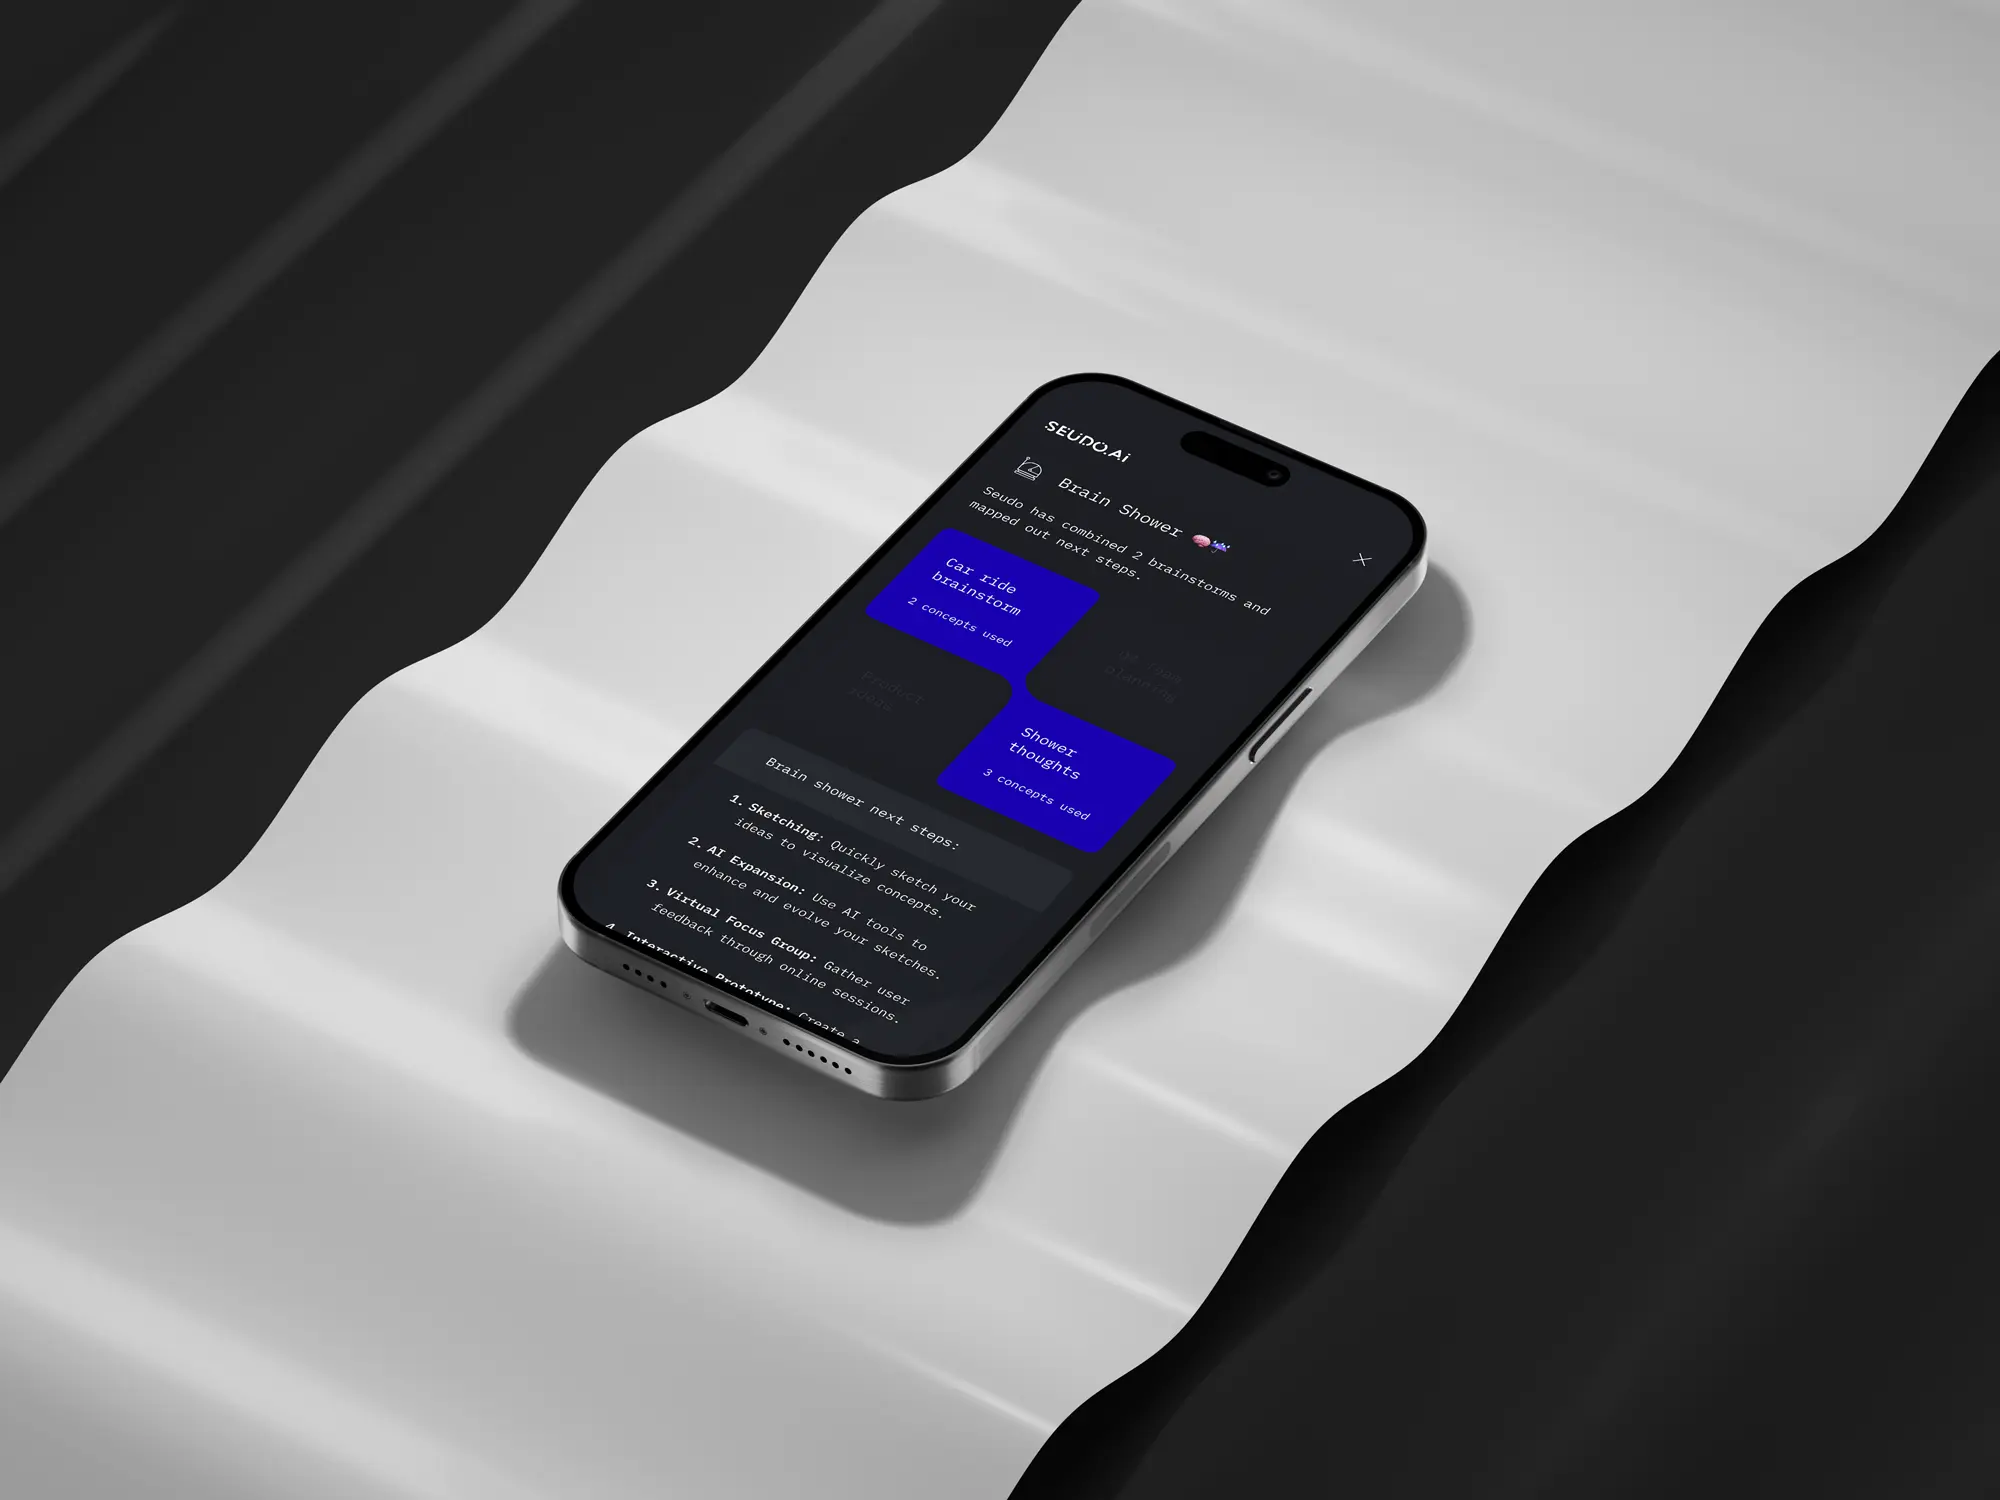 SEUDO.Ai
Brain Shower 🧠☔
Seudo has combined 2 brainstorms and
mapped out next steps.
Car ride
brainstorm
2 concepts used
planning
Product
ideas
Shower
thoughts
3 concepts used
Brain shower next steps:
1. Sketching: Quickly sketch your
ideas to visualize concepts.
2. AI Expansion: Use AI tools to
enhance and evolve your sketches.
3. Virtual Focus Group: Gather user
feedback through online sessions.
4. Interactive Prototype: Create a